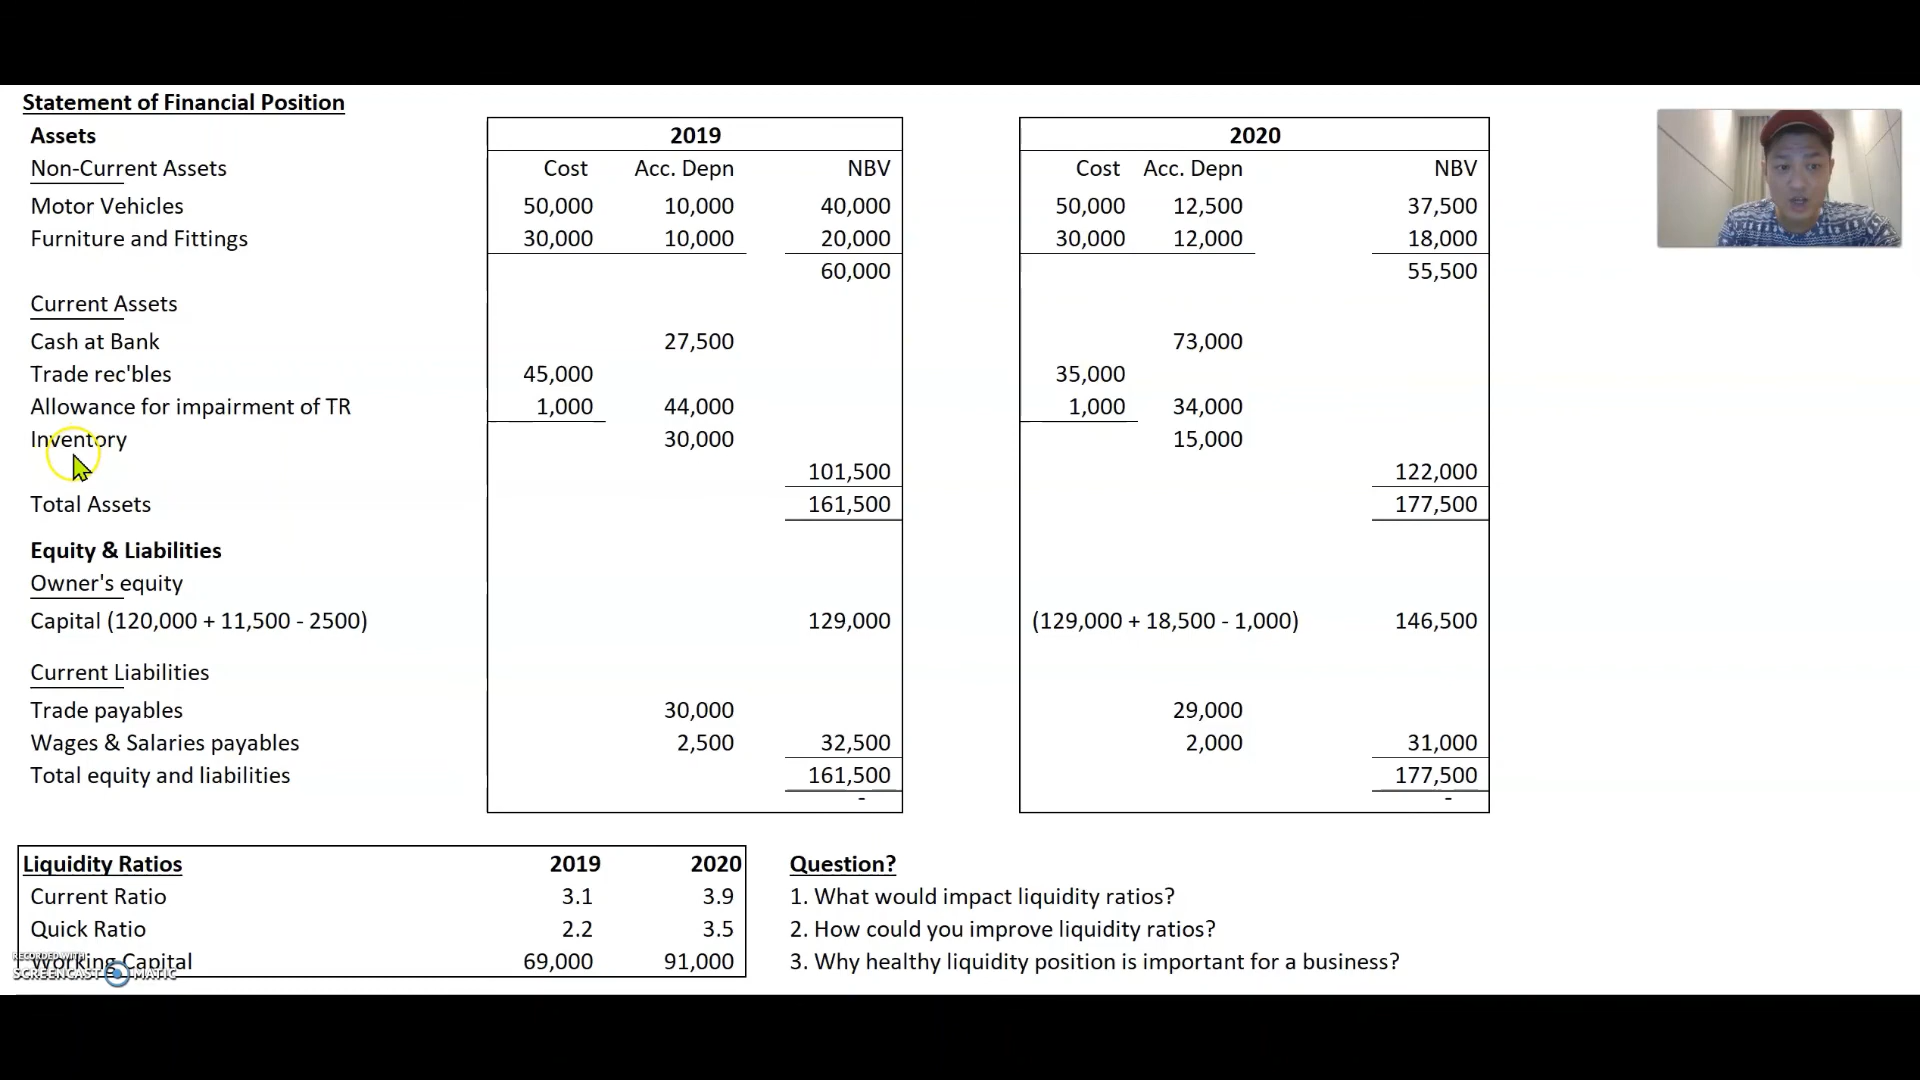 Statement of Financial Position
Assets 2019 2020
Non-Current Assets Cost Acc. Depn NBV Cost Acc. Depn NBV
Motor Vehicles 50,000 10,000 40,000 50,000 12,500 37,500
Furniture and Fittings 30,000 10,000 20,000 30,000 12,000 18,000
60,000 55,500
Current Assets
Cash at Bank 27,500 73,000
Trade rec'bles 45,000 35,000
Allowance for impairment of TR 1,000 44,000 1,000 34,000
Inventory 30,000 15,000
101,500 122,000
Total Assets 161,500 177,500
Equity & Liabilities
Owner's equity
Capital (120,000 + 11,500 - 2500) 129,000 (129,000 + 18,500 - 1,000) 146,500
Current Liabilities
Trade payables 30,000 29,000
Wages & Salaries payables 2,500 32,500 2,000 31,000
Total equity and liabilities 161,500 177,500
- -
Liquidity Ratios 2019 2020 Question?
Current Ratio 3.1 3.9 1. What would impact liquidity ratios?
Quick Ratio 2.2 3.5 2. How could you improve liquidity ratios?
RECORDED WITH
Working Capital 69,000 91,000 3. Why healthy liquidity position is important for a business?
SCREENCAST MATIC